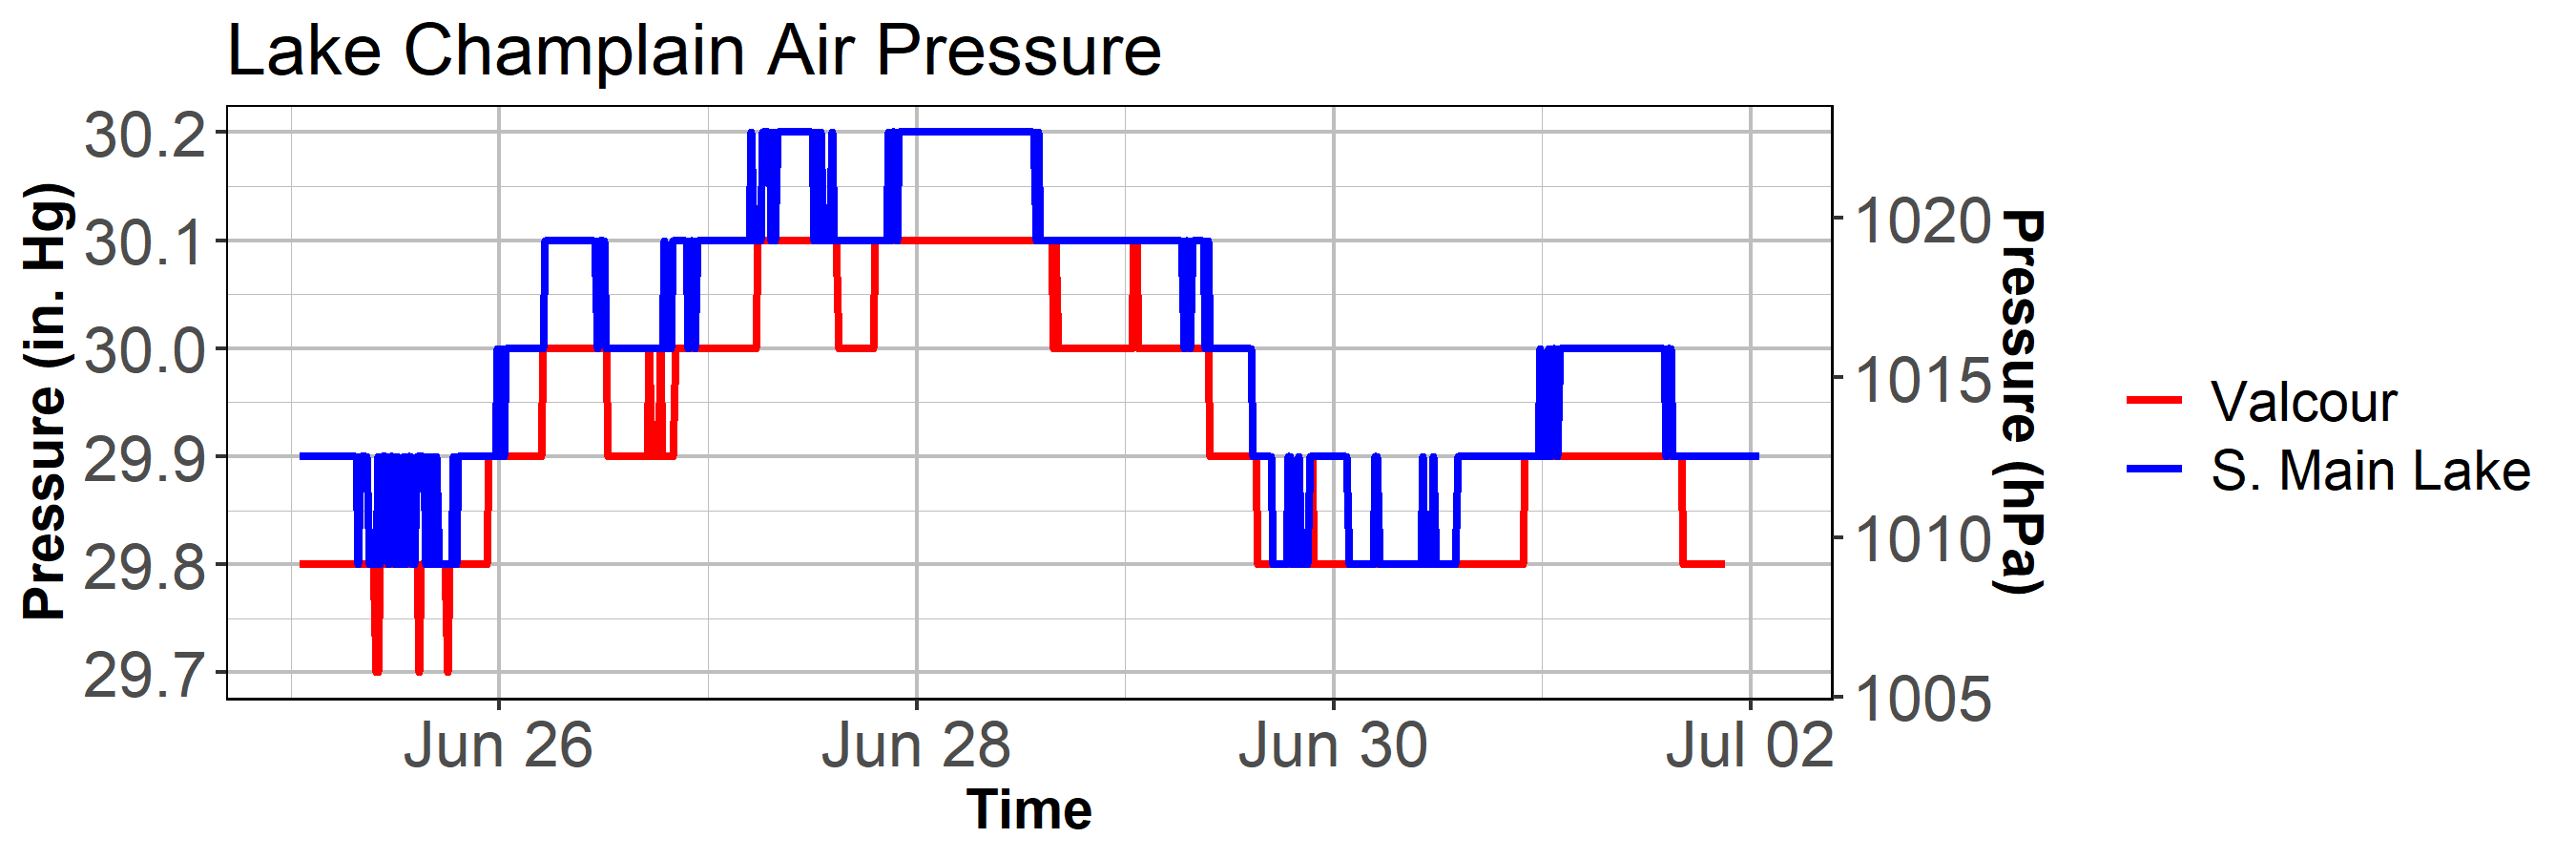 Lake Champlain Air Pressure
Pressure (in. Hg)
30.2
30.1
30.0
29.9
29.8
29.7
1020
1015
1010
1005
Pressure (hPa)
Valcour
S. Main Lake
Jun 26 Jun 28 Jun 30 Jul 02
Time